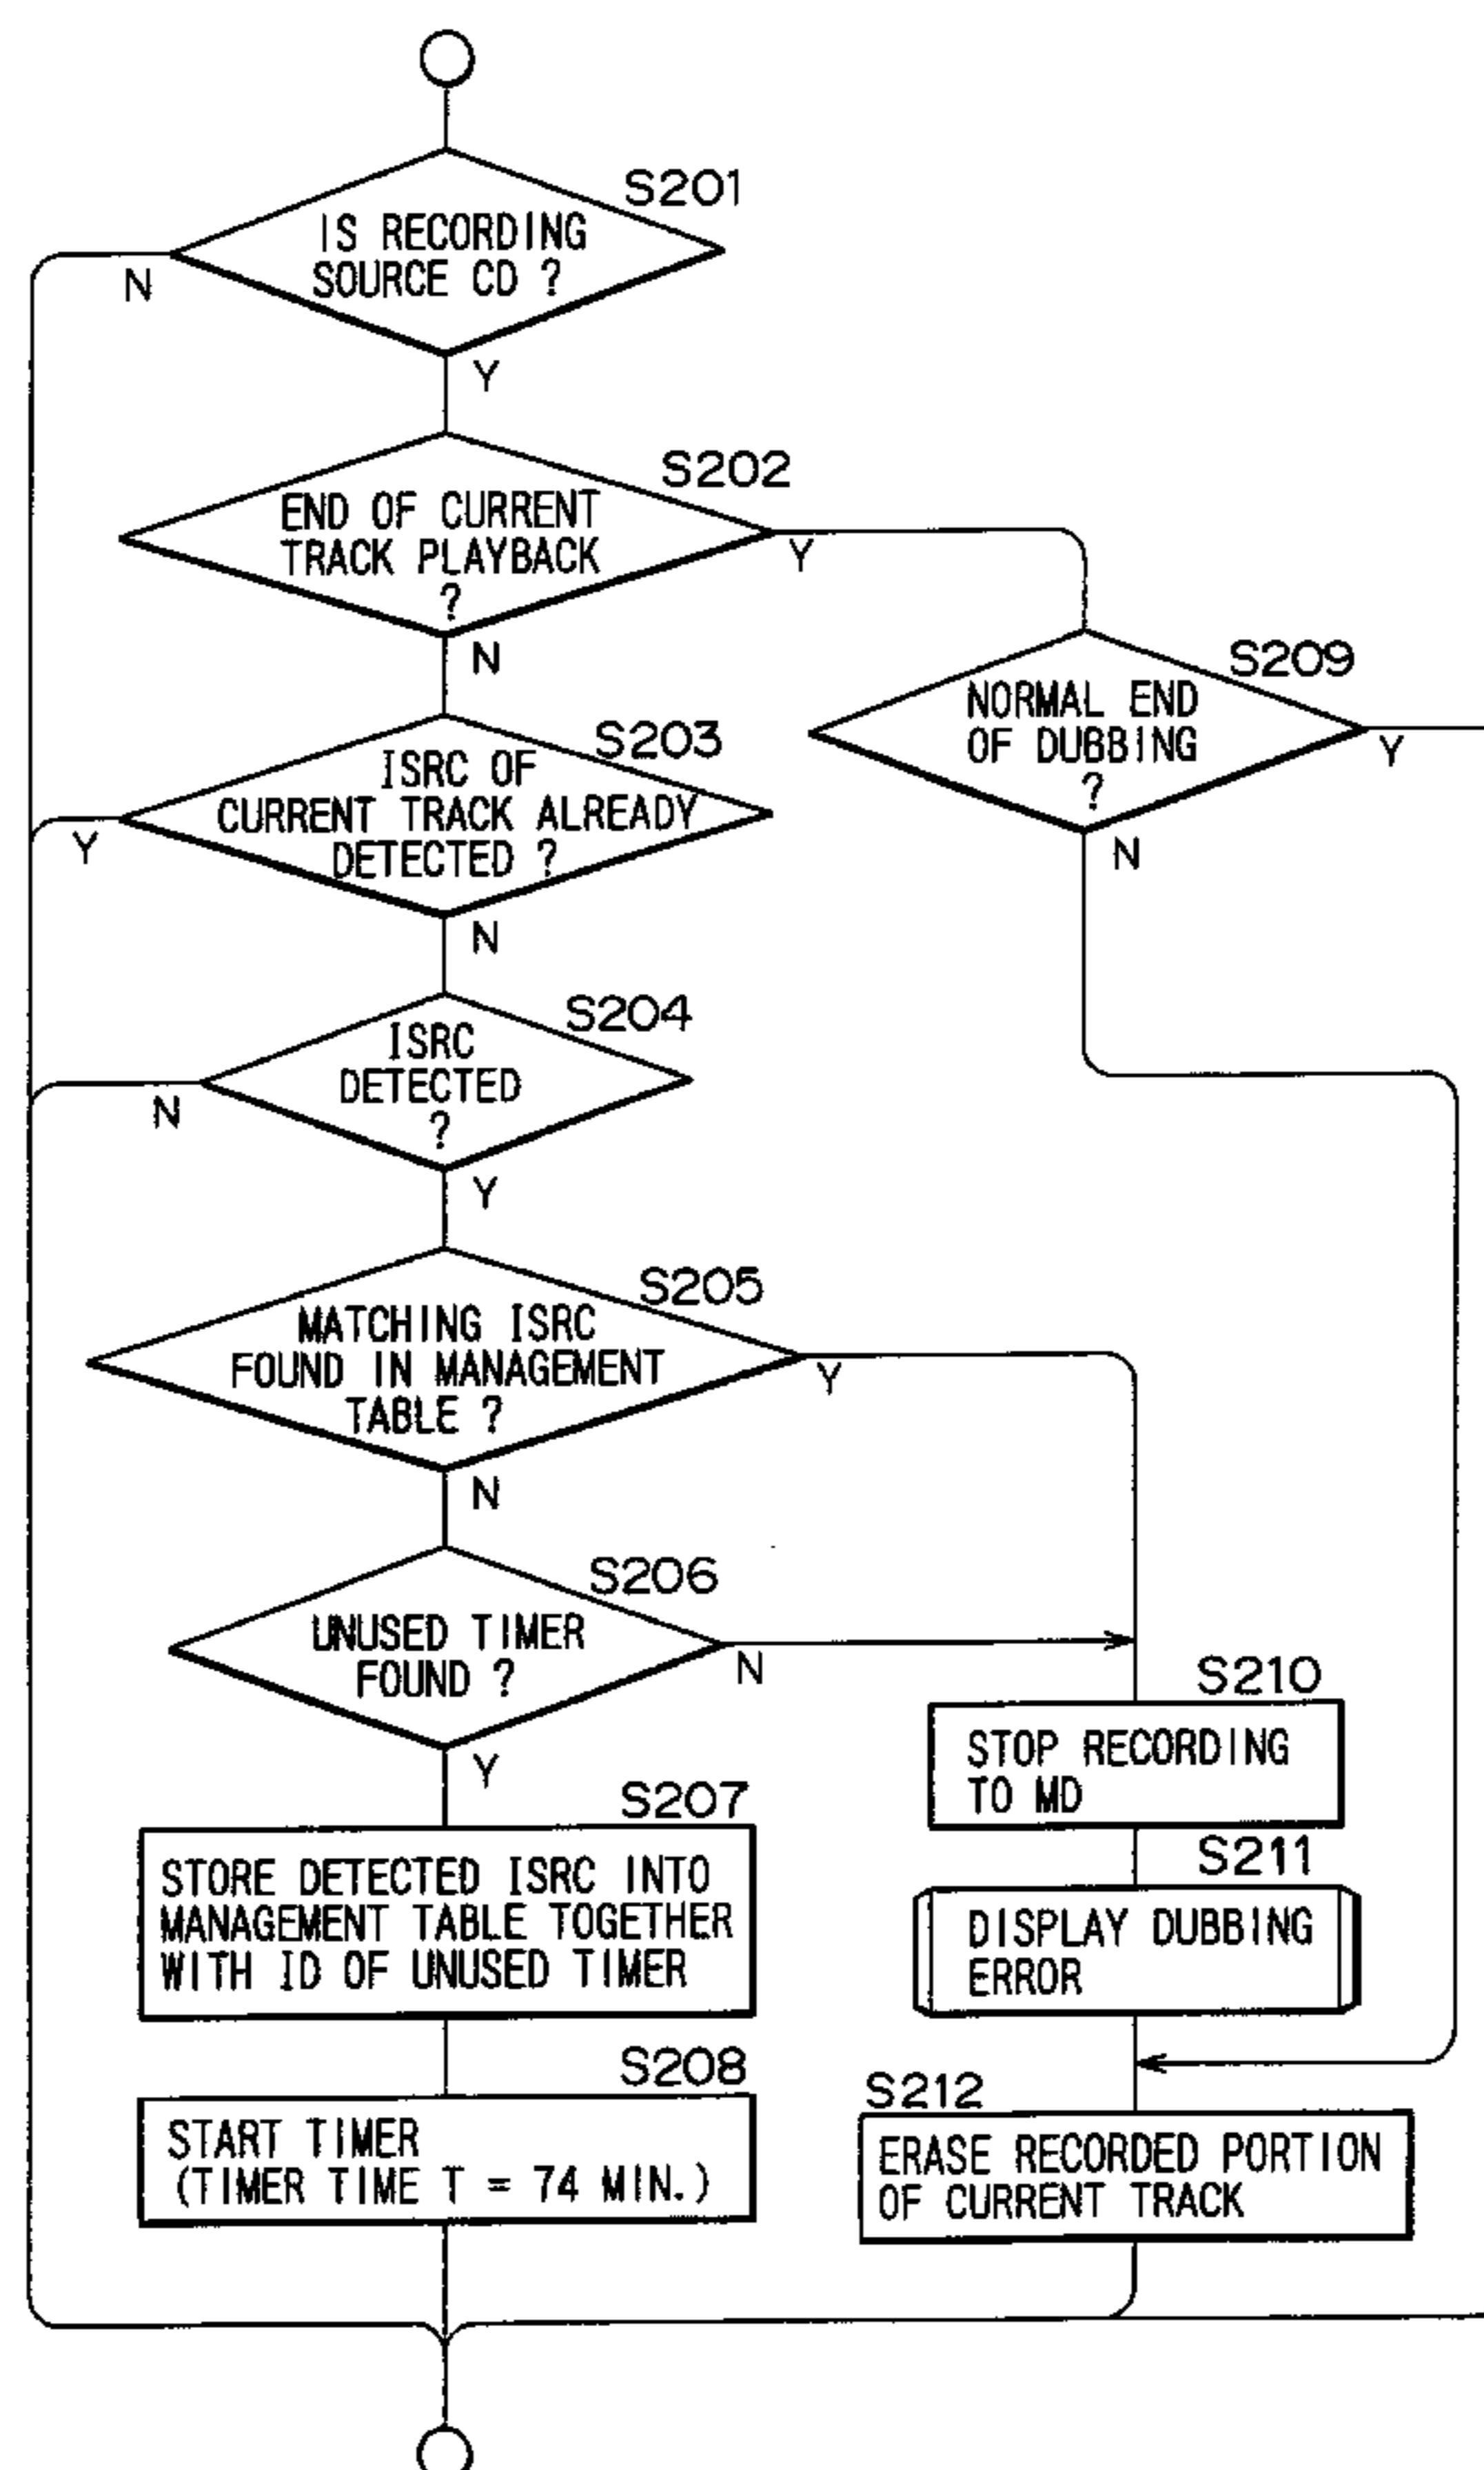 S201
IS RECORDING
SOURCE CD ?
N
Y
S202
END OF CURRENT
TRACK PLAYBACK
?
Y
N
S209
NORMAL END
OF DUBBING
?
Y
N
S203
ISRC OF
CURRENT TRACK ALREADY
DETECTED ?
Y
N
S204
ISRC
DETECTED
?
N
Y
S205
MATCHING ISRC
FOUND IN MANAGEMENT
TABLE ?
Y
N
S206
UNUSED TIMER
FOUND ?
N
Y
S210
STOP RECORDING
TO MD
S207
STORE DETECTED ISRC INTO
MANAGEMENT TABLE TOGETHER
WITH ID OF UNUSED TIMER
S211
DISPLAY DUBBING
ERROR
S208
START TIMER
(TIMER TIME T = 74 MIN.)
S212
ERASE RECORDED PORTION
OF CURRENT TRACK